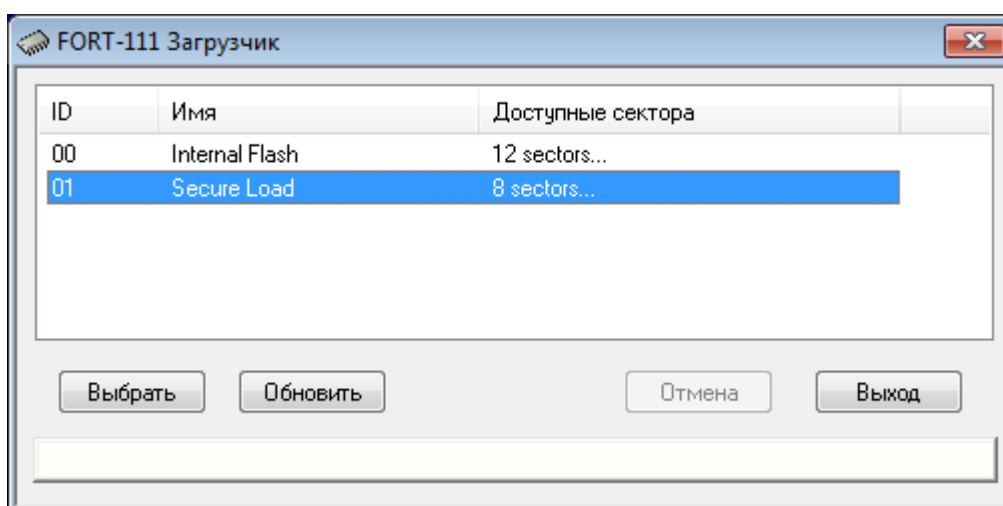 FORT-111 Загрузчик
ID Имя Доступные сектора
00 Internal Flash 12 sectors...
01 Secure Load 8 sectors...
Выбрать Обновить Отмена Выход